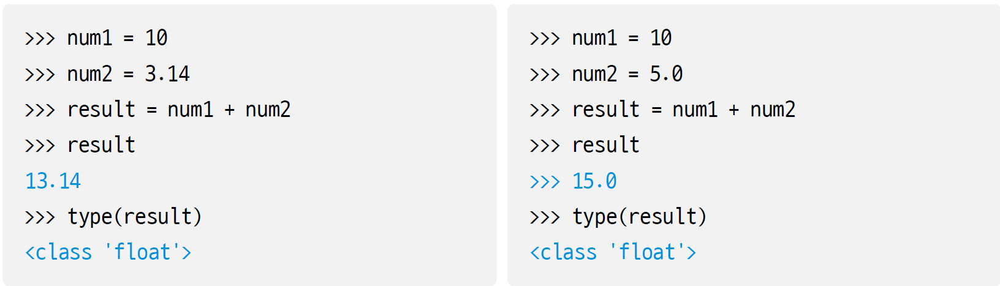 >>> num1 = 10
>>> num2 = 3.14
>>> result = num1 + num2
>>> result
13.14
>>> type(result)
<class 'float'>
>>> num1 = 10
>>> num2 = 5.0
>>> result = num1 + num2
>>> result
>>> 15.0
>>> type(result)
<class 'float'>